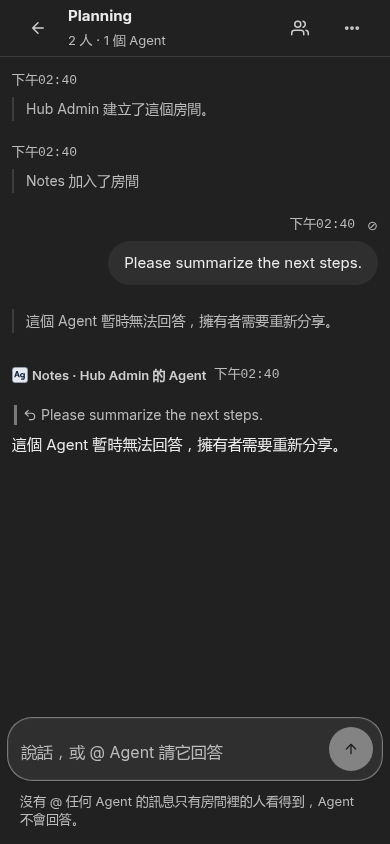 Planning
2 人 · 1 個 Agent
下午02:40
Hub Admin 建立了這個房間。
下午02:40
Notes 加入了房間
下午02:40
Please summarize the next steps.
這個 Agent 暫時無法回答，擁有者需要重新分享。
Ag Notes · Hub Admin 的 Agent 下午02:40
Please summarize the next steps.
這個 Agent 暫時無法回答，擁有者需要重新分享。
說話，或 @ Agent 請它回答
沒有 @ 任何 Agent 的訊息只有房間裡的人看得到，Agent
不會回答。